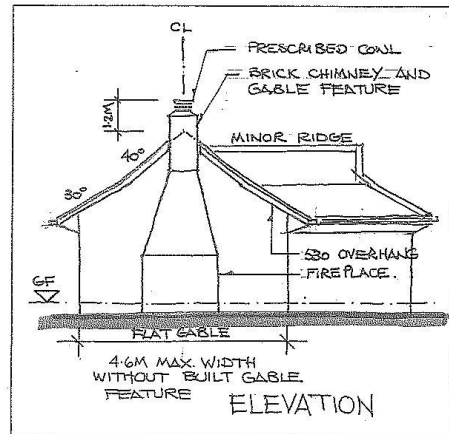 CL
PRESCRIBED COWL
BRICK CHIMNEY AND
GABLE FEATURE
1.2M
MINOR RIDGE
40°
30°
530 OVERHANG
FIREPLACE.
GF
FLAT GABLE
4.6M MAX. WIDTH
WITHOUT BUILT GABLE
FEATURE
ELEVATION